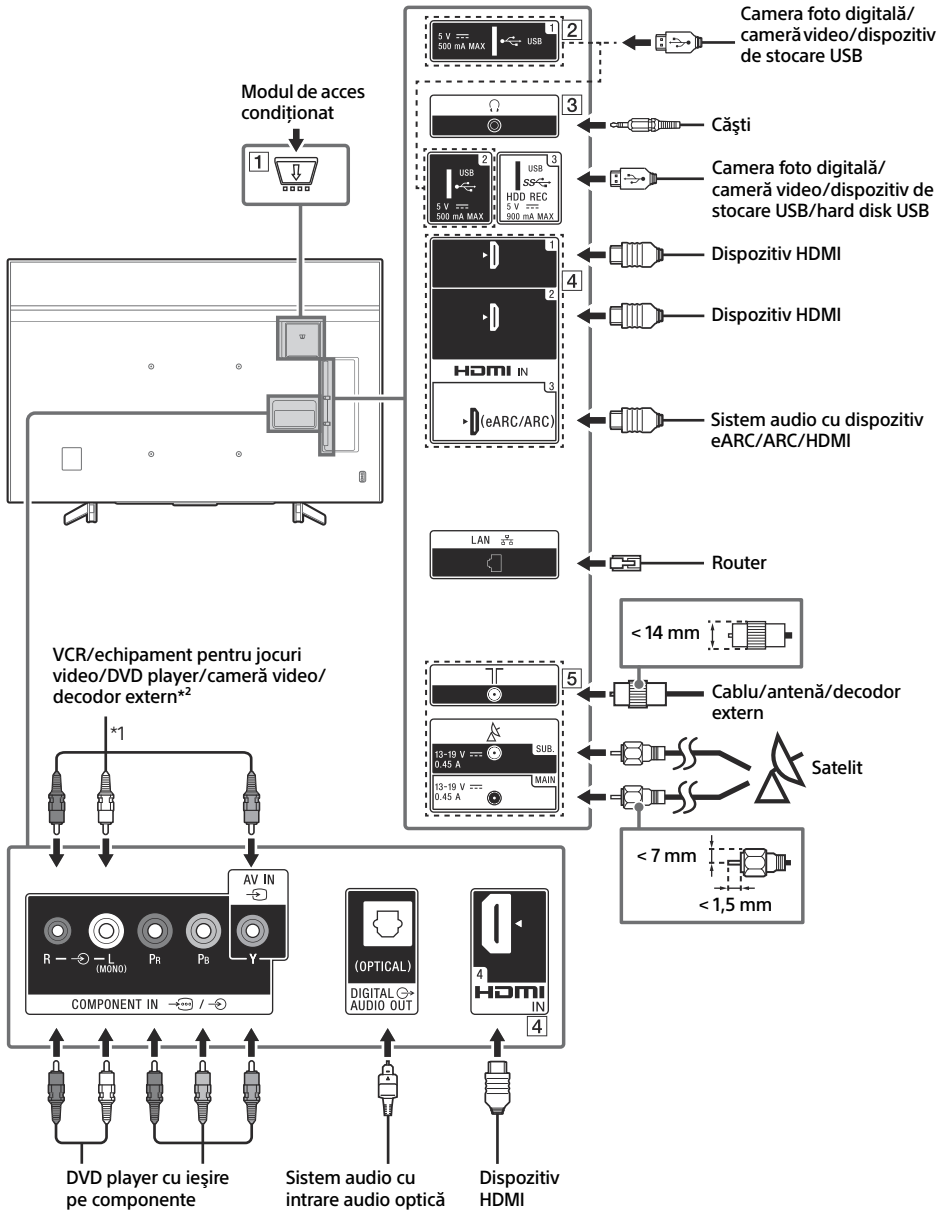 Camera foto digitală/
cameră video/dispozitiv
de stocare USB
1
5 V
500 mA MAX
USB
2
Modul de acces
condiționat
1
3
Căşti
2
USB
5 V
500 mA MAX
3
USB
SS
HDD REC
5 V
900 mA MAX
Camera foto digitală/
cameră video/dispozitiv de
stocare USB/hard disk USB
1
Dispozitiv HDMI
4
2
Dispozitiv HDMI
HDMI IN
3
(eARC/ARC)
Sistem audio cu dispozitiv
eARC/ARC/HDMI
LAN
Router
< 14 mm
VCR/echipament pentru jocuri
video/DVD player/cameră video/
decodor extern*2
*1
5
Cablu/antenă/decodor
extern
13-19 V
0.45 A
SUB.
MAIN
13-19 V
0.45 A
Satelit
< 7 mm
< 1,5 mm
AV IN
R
L
(MONO)
PR
PB
Y
COMPONENT IN /
(OPTICAL)
DIGITAL
AUDIO OUT
4
HDMI
IN
4
DVD player cu ieşire
pe componente
Sistem audio cu
intrare audio optică
Dispozitiv
HDMI